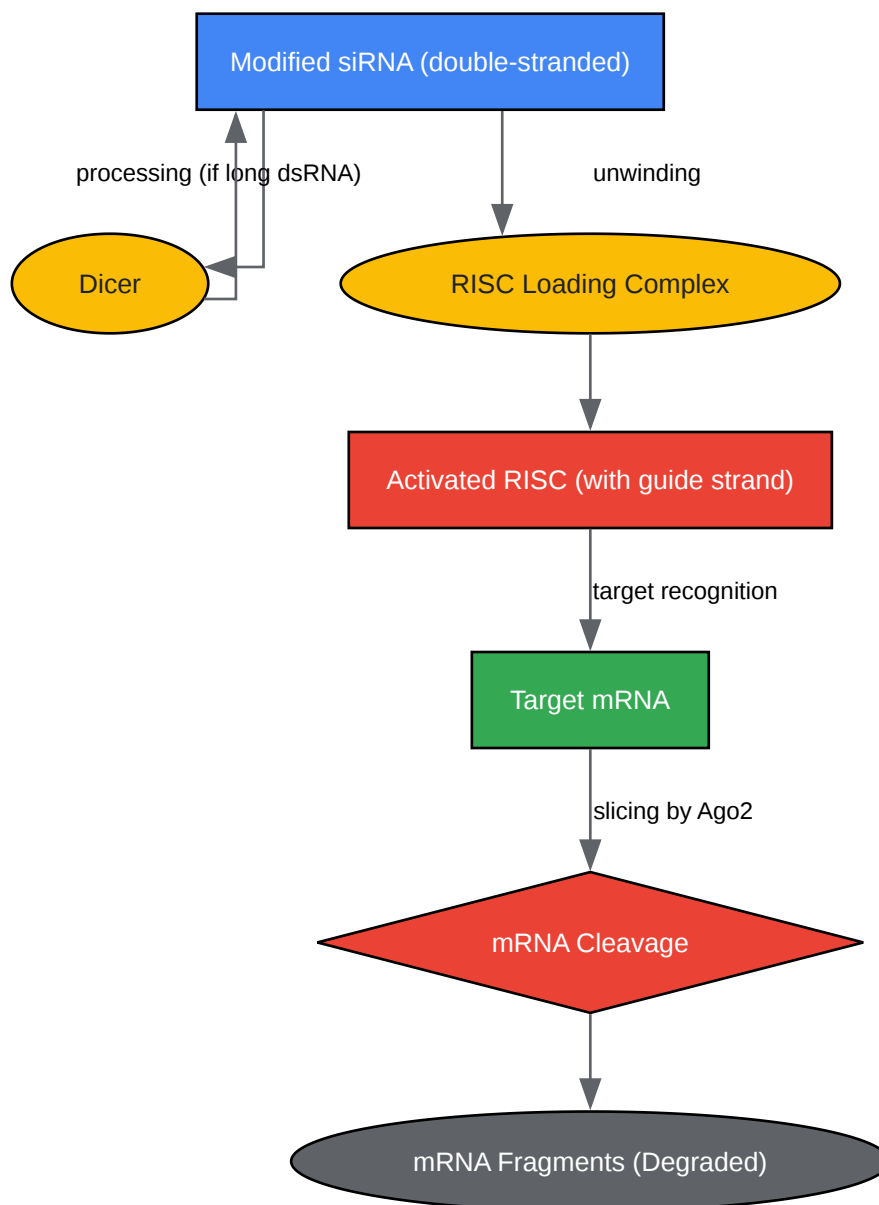 Modified siRNA (double-stranded)
processing (if long dsRNA)
unwinding
Dicer
RISC Loading Complex
Activated RISC (with guide strand)
target recognition
Target mRNA
slicing by Ago2
mRNA Cleavage
mRNA Fragments (Degraded)